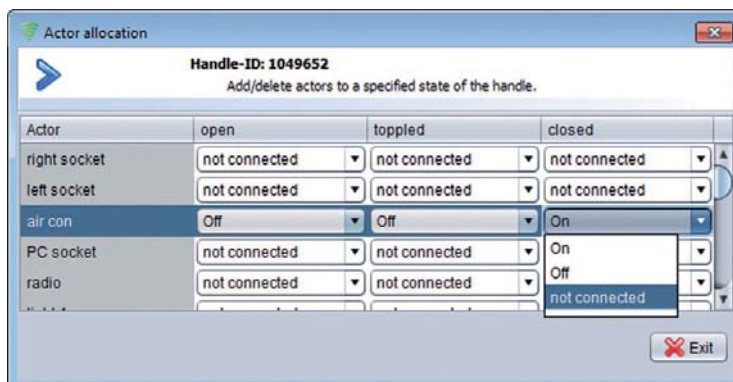 Actor allocation
Handle-ID: 1049652
Add/delete actors to a specified state of the handle.
Actor open toppled closed
right socket not connected not connected not connected
left socket not connected not connected not connected
air con Off Off On
PC socket not connected not connected On
radio not connected not connected Off
not connected
Exit